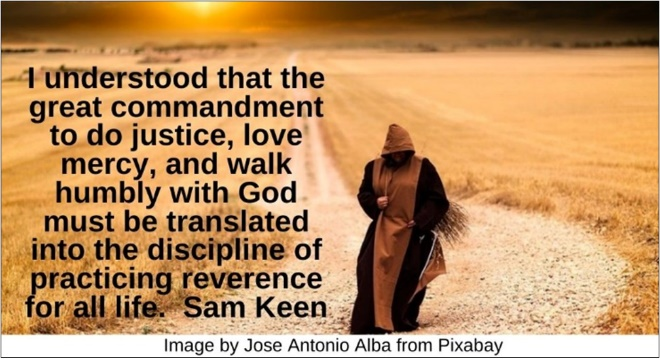 I understood that the
great commandment
to do justice, love
mercy, and walk
humbly with God
must be translated
into the discipline of
practicing reverence
for all life.  Sam Keen
Image by Jose Antonio Alba from Pixabay